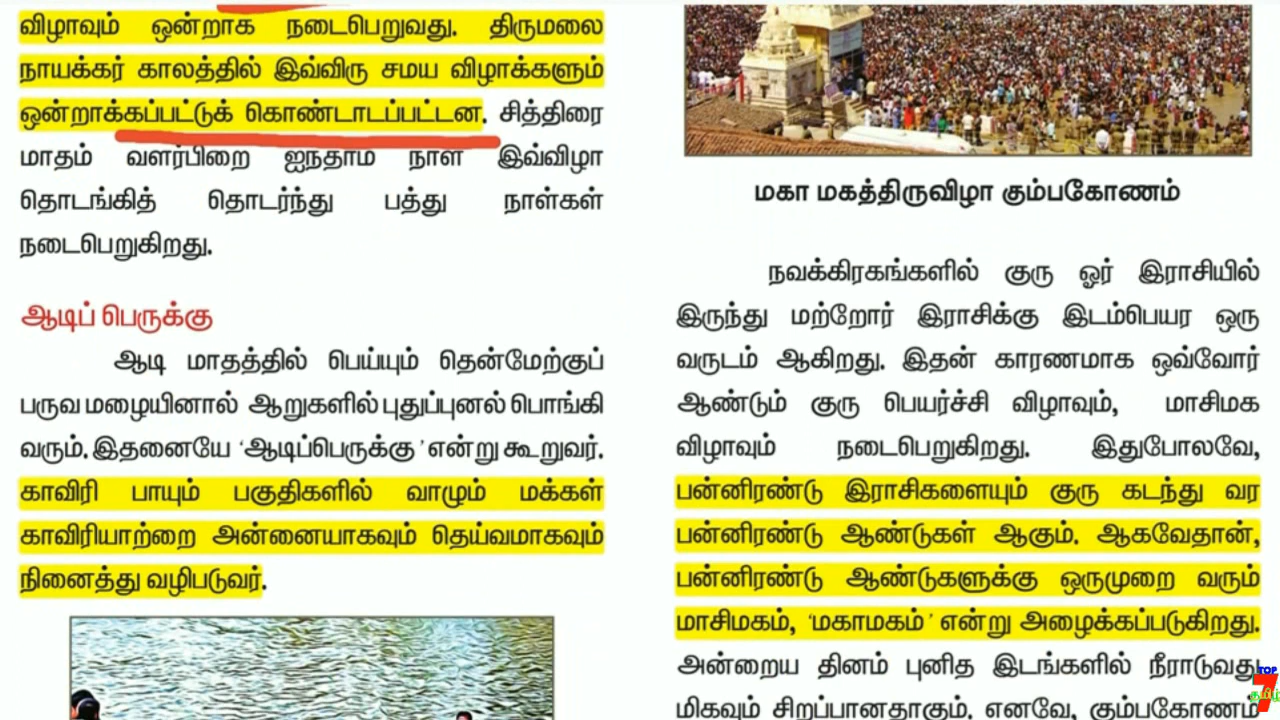 விழாவும் ஒன்றாக நடைபெறுவது. திருமலை
நாயக்கர் காலத்தில் இவ்விரு சமய விழாக்களும்
ஒன்றாக்கப்பட்டுக் கொண்டாடப்பட்டன. சித்திரை
மாதம் வளர்பிறை ஐந்தாம் நாள் இவ்விழா
தொடங்கித் தொடர்ந்து பத்து நாள்கள்
நடைபெறுகிறது.
ஆடிப் பெருக்கு
ஆடி மாதத்தில் பெய்யும் தென்மேற்குப்
பருவ மழையினால் ஆறுகளில் புதுப்புனல் பொங்கி
வரும். இதனையே ‘ஆடிப்பெருக்கு’ என்று கூறுவர்.
காவிரி பாயும் பகுதிகளில் வாழும் மக்கள்
காவிரியாற்றை அன்னையாகவும் தெய்வமாகவும்
நினைத்து வழிபடுவர்.
மகா மகத்திருவிழா கும்பகோணம்
நவக்கிரகங்களில் குரு ஓர் இராசியில்
இருந்து மற்றோர் இராசிக்கு இடம்பெயர ஒரு
வருடம் ஆகிறது. இதன் காரணமாக ஒவ்வோர்
ஆண்டும் குரு பெயர்ச்சி விழாவும், மாசிமக
விழாவும் நடைபெறுகிறது. இதுபோலவே,
பன்னிரண்டு இராசிகளையும் குரு கடந்து வர
பன்னிரண்டு ஆண்டுகள் ஆகும். ஆகவேதான்,
பன்னிரண்டு ஆண்டுகளுக்கு ஒருமுறை வரும்
மாசிமகம், ‘மகாமகம்’ என்று அழைக்கப்படுகிறது.
அன்றைய தினம் புனித இடங்களில் நீராடுவது
மிகவும் சிறப்பானதாகும். எனவே, கும்பகோணம்
TOP
7
தமிழ்